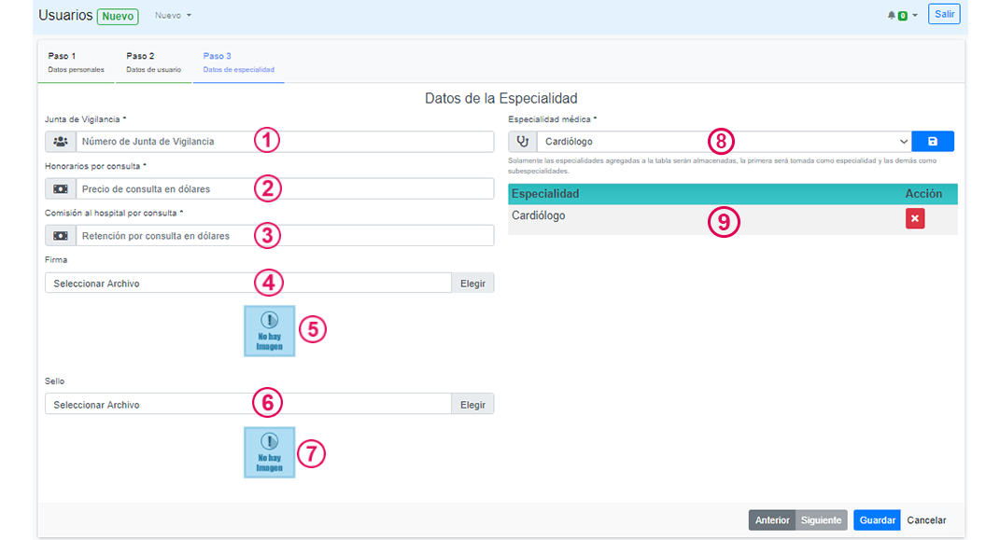 Usuarios Nuevo Nuevo 0 Salir
Paso 1 Paso 2 Paso 3
Datos personales Datos de usuario Datos de especialidad
Datos de la Especialidad
Junta de Vigilancia *
Número de Junta de Vigilancia 1
Honorarios por consulta *
Precio de consulta en dólares 2
Comisión al hospital por consulta *
Retención por consulta en dólares 3
Firma
Seleccionar Archivo 4 Elegir
No hay
Imagen
5
Sello
Seleccionar Archivo 6 Elegir
No hay
Imagen
7
Especialidad médica *
Cardiólogo 8
Solamente las especialidades agregadas a la tabla serán almacenadas, la primera será tomada como especialidad y las demás como
subespecialidades.
Especialidad Acción
Cardiólogo 9
Anterior Siguiente Guardar Cancelar